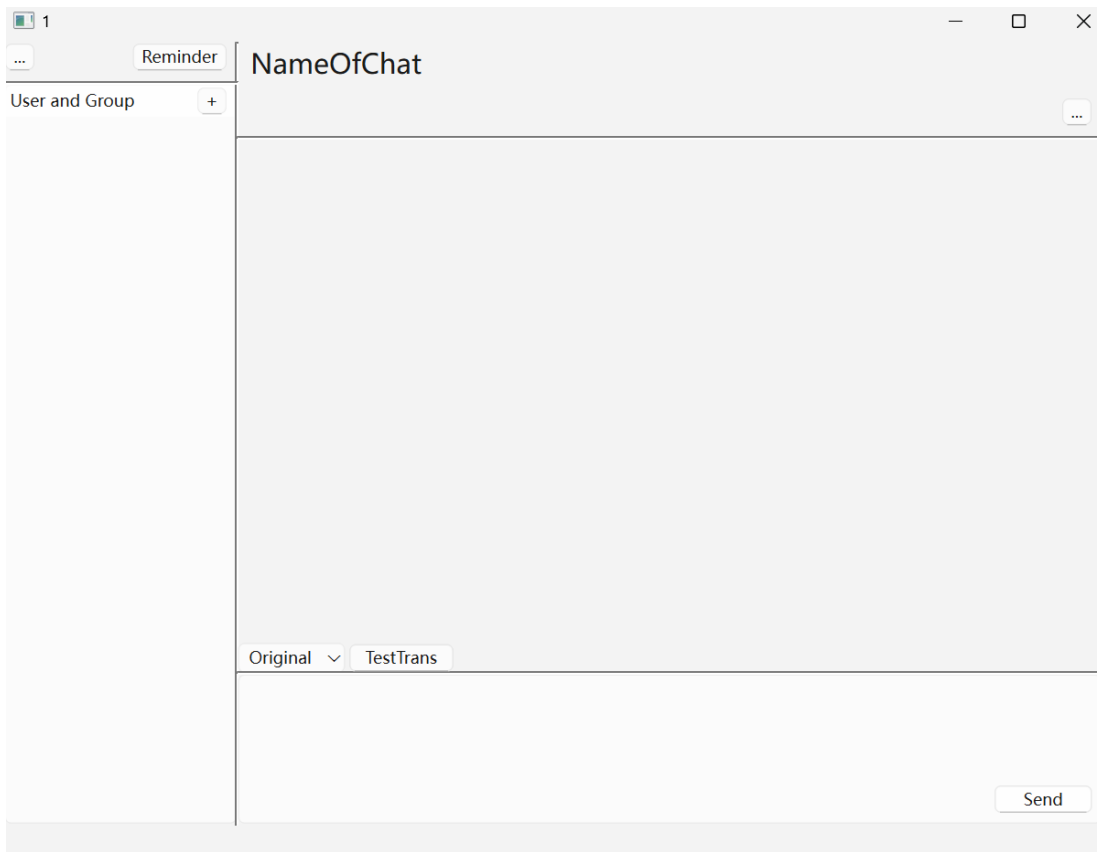 1
... Reminder
NameOfChat
User and Group +
...
Original TestTrans
Send